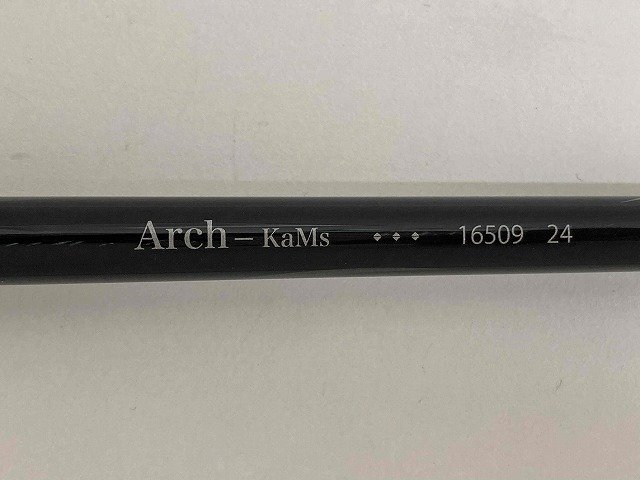 Arch – KaMs ◆ ◆ ◆ 16509 24